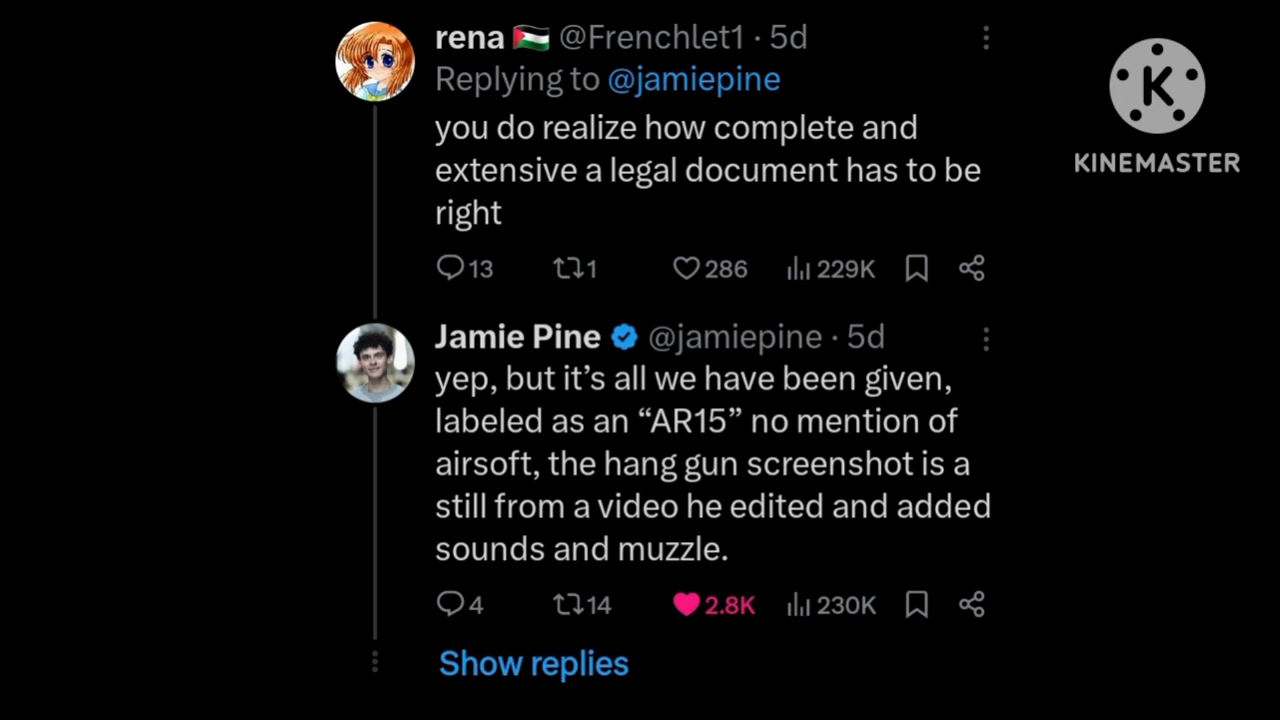 rena 🇵🇸 @Frenchlet1 · 5d
Replying to @jamiepine
you do realize how complete and
extensive a legal document has to be
right
13 1 286 229K
Jamie Pine @jamiepine · 5d
yep, but it’s all we have been given,
labeled as an “AR15” no mention of
airsoft, the hang gun screenshot is a
still from a video he edited and added
sounds and muzzle.
4 14 2.8K 230K
Show replies
K
KINEMASTER